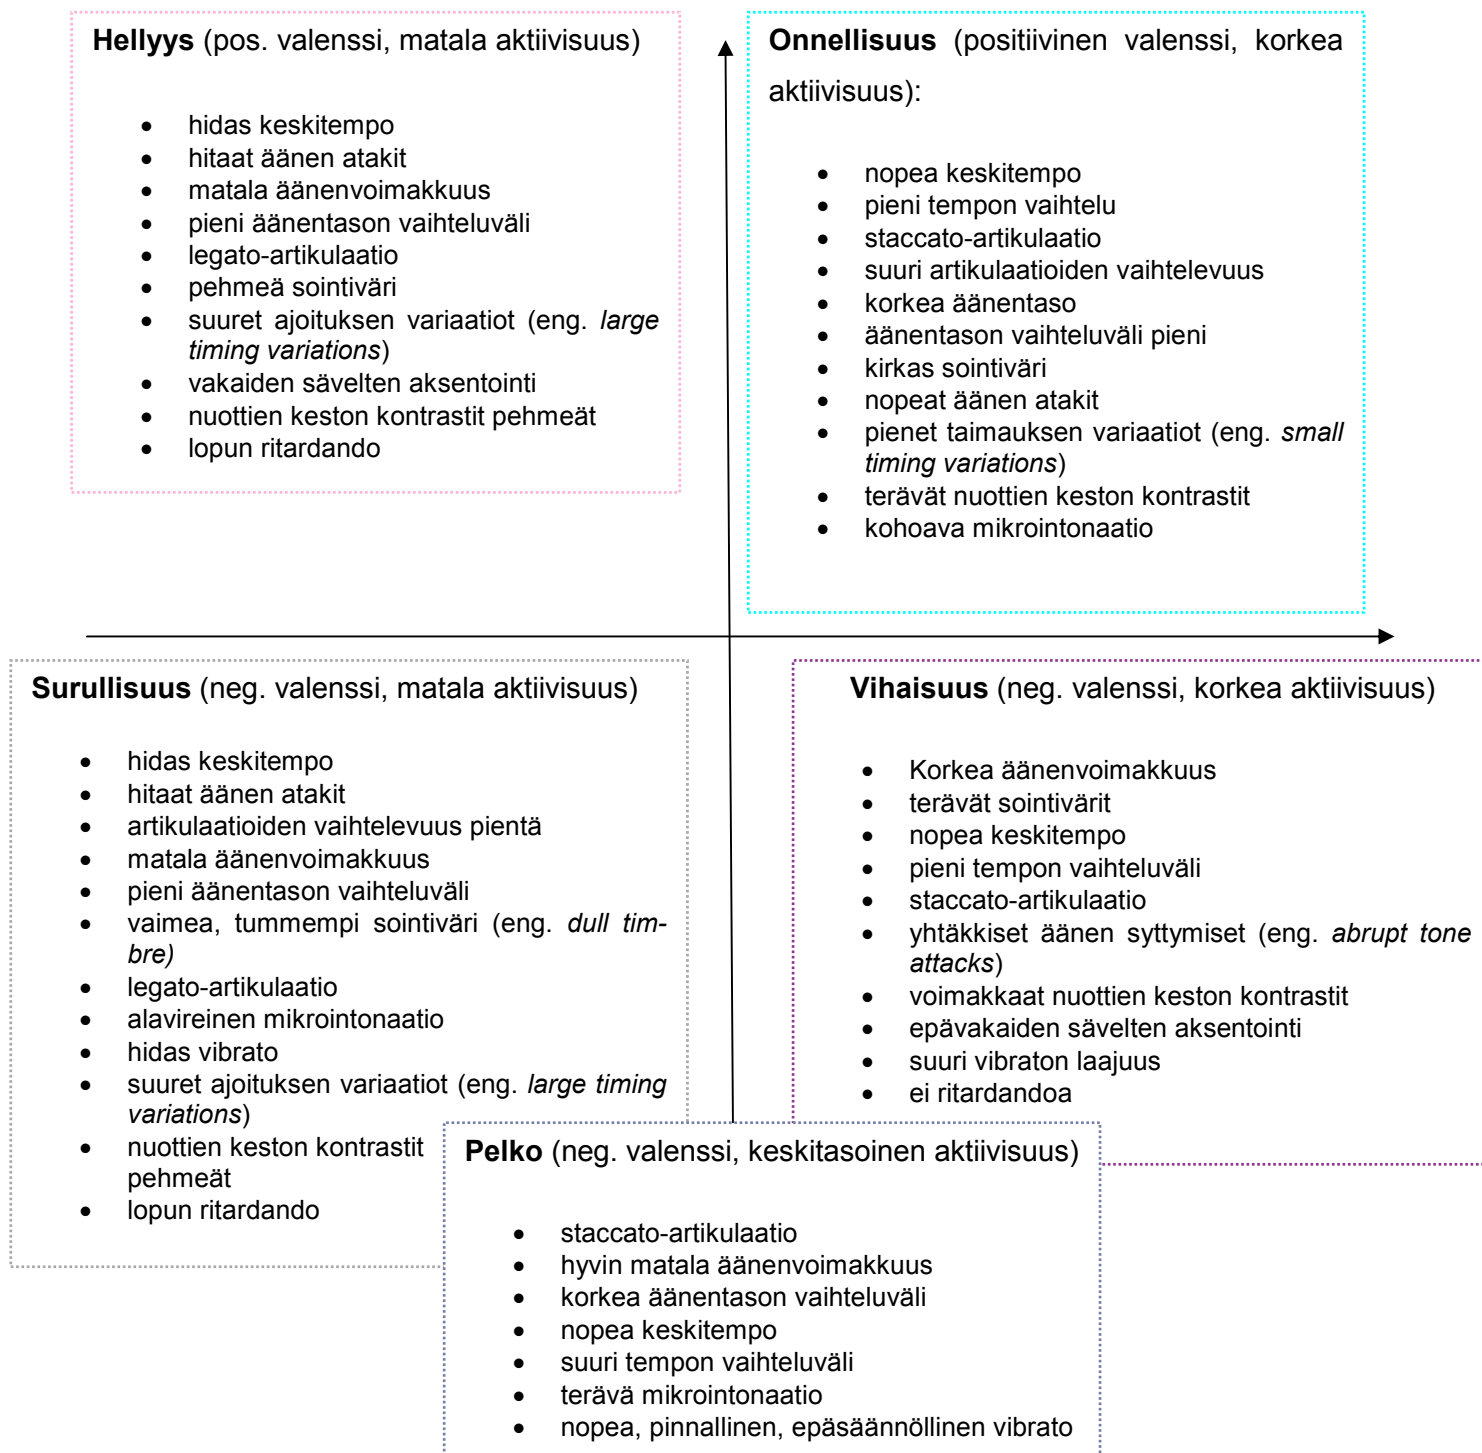 Hellyys (pos. valenssi, matala aktiivisuus)
• hidas keskitempo
• hitaat äänen atakit
• matala äänenvoimakkuus
• pieni äänentason vaihteluväli
• legato-artikulaatio
• pehmeä sointiväri
• suuret ajoituksen variaatiot (eng. large
timing variations)
• vakaiden sävelten aksentointi
• nuottien keston kontrastit pehmeät
• lopun ritardando
Onnellisuus (positiivinen valenssi, korkea
aktiivisuus):
• nopea keskitempo
• pieni tempon vaihtelu
• staccato-artikulaatio
• suuri artikulaatioiden vaihtelevuus
• korkea äänentaso
• äänentason vaihteluväli pieni
• kirkas sointiväri
• nopeat äänen atakit
• pienet taimauksen variaatiot (eng. small
timing variations)
• terävät nuottien keston kontrastit
• kohoava mikrointonaatio
Surullisuus (neg. valenssi, matala aktiivisuus)
• hidas keskitempo
• hitaat äänen atakit
• artikulaatioiden vaihtelevuus pientä
• matala äänenvoimakkuus
• pieni äänentason vaihteluväli
• vaimea, tummempi sointiväri (eng. dull tim-
bre)
• legato-artikulaatio
• alavireinen mikrointonaatio
• hidas vibrato
• suuret ajoituksen variaatiot (eng. large timing
variations)
• nuottien keston kontrastit
pehmeät
• lopun ritardando
Vihaisuus (neg. valenssi, korkea aktiivisuus)
• Korkea äänenvoimakkuus
• terävät sointivärit
• nopea keskitempo
• pieni tempon vaihteluväli
• staccato-artikulaatio
• yhtäkkiset äänen syttymiset (eng. abrupt tone
attacks)
• voimakkaat nuottien keston kontrastit
• epävakaiden sävelten aksentointi
• suuri vibraton laajuus
• ei ritardandoa
Pelko (neg. valenssi, keskitasoinen aktiivisuus)
• staccato-artikulaatio
• hyvin matala äänenvoimakkuus
• korkea äänentason vaihteluväli
• nopea keskitempo
• suuri tempon vaihteluväli
• terävä mikrointonaatio
• nopea, pinnallinen, epäsäännöllinen vibrato